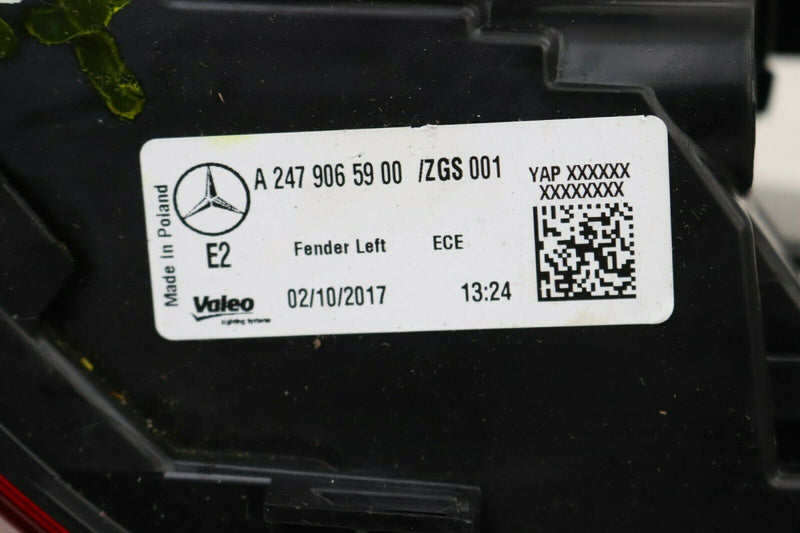 A 247 906 59 00 /ZGS 001
YAP XXXXXX
XXXXXXXX
Made in Poland
E2
Fender Left ECE
Valeo
Lighting Systems
02/10/2017 13:24